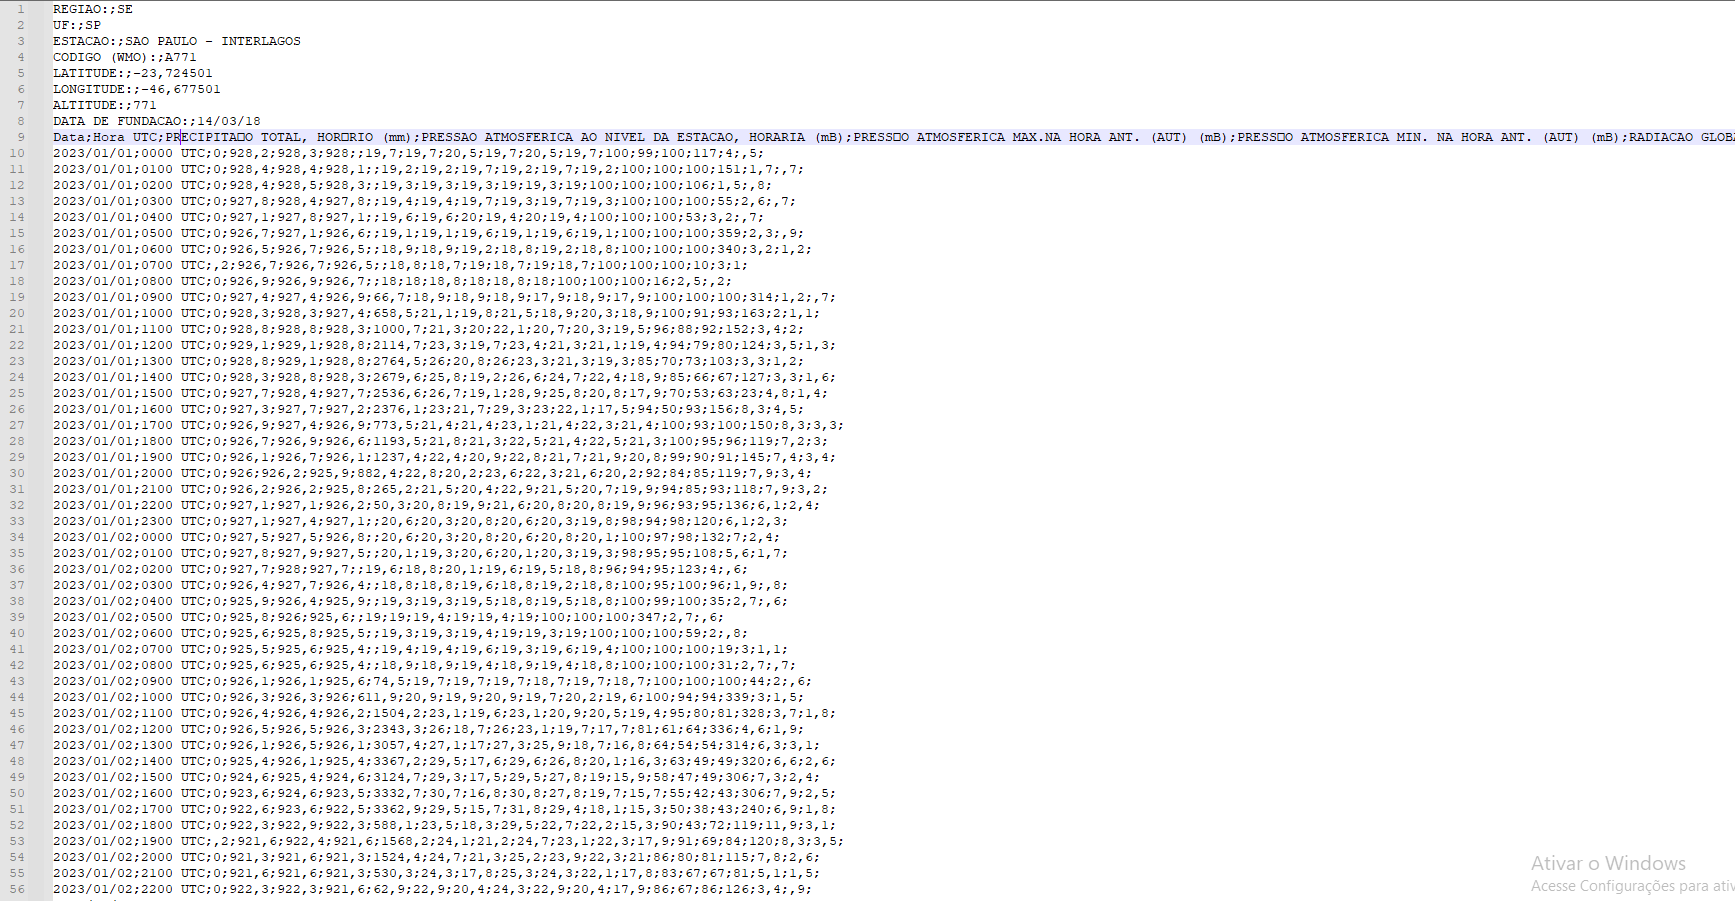 1 REGIAO:;SE
2 UF:;SP
3 ESTACAO:;SAO PAULO - INTERLAGOS
4 CODIGO (WMO):;A771
5 LATITUDE:;-23,724501
6 LONGITUDE:;-46,677501
7 ALTITUDE:;771
8 DATA DE FUNDACAO:;14/03/18
9 Data;Hora UTC;PRECIPITA□O TOTAL, HOR□RIO (mm);PRESSAO ATMOSFERICA AO NIVEL DA ESTACAO, HORARIA (mB);PRESS□O ATMOSFERICA MAX.NA HORA ANT. (AUT) (mB);PRESS□O ATMOSFERICA MIN. NA HORA ANT. (AUT) (mB);RADIACAO GLOB
10 2023/01/01;0000 UTC;0;928,2;928,3;928;;19,7;19,7;20,5;19,7;20,5;19,7;100;99;100;117;4;,5;
11 2023/01/01;0100 UTC;0;928,4;928,4;928,1;;19,2;19,2;19,7;19,2;19,7;19,2;100;100;100;151;1,7;,7;
12 2023/01/01;0200 UTC;0;928,4;928,5;928,3;;19,3;19,3;19,3;19;19,3;19;100;100;100;106;1,5;,8;
13 2023/01/01;0300 UTC;0;927,8;928,4;927,8;;19,4;19,4;19,7;19,3;19,7;19,3;100;100;100;55;2,6;,7;
14 2023/01/01;0400 UTC;0;927,1;927,8;927,1;;19,6;19,6;20;19,4;20;19,4;100;100;100;53;3,2;,7;
15 2023/01/01;0500 UTC;0;926,7;927,1;926,6;;19,1;19,1;19,6;19,1;19,6;19,1;100;100;100;359;2,3;,9;
16 2023/01/01;0600 UTC;0;926,5;926,7;926,5;;18,9;18,9;19,2;18,8;19,2;18,8;100;100;100;340;3,2;1,2;
17 2023/01/01;0700 UTC;,2;926,7;926,7;926,5;;18,8;18,7;19;18,7;19;18,7;100;100;100;10;3;1;
18 2023/01/01;0800 UTC;0;926,9;926,9;926,7;;18;18;18,8;18;18,8;18;100;100;100;16;2,5;,2;
19 2023/01/01;0900 UTC;0;927,4;927,4;926,9;66,7;18,9;18,9;18,9;17,9;18,9;17,9;100;100;100;314;1,2;,7;
20 2023/01/01;1000 UTC;0;928,3;928,3;927,4;658,5;21,1;19,8;21,5;18,9;20,3;18,9;100;91;93;163;2;1,1;
21 2023/01/01;1100 UTC;0;928,8;928,8;928,3;1000,7;21,3;20;22,1;20,7;20,3;19,5;96;88;92;152;3,4;2;
22 2023/01/01;1200 UTC;0;929,1;929,1;928,8;2114,7;23,3;19,7;23,4;21,3;21,1;19,4;94;79;80;124;3,5;1,3;
23 2023/01/01;1300 UTC;0;928,8;929,1;928,8;2764,5;26;20,8;26;23,3;21,3;19,3;85;70;73;103;3,3;1,2;
24 2023/01/01;1400 UTC;0;928,3;928,8;928,3;2679,6;25,8;19,2;26,6;24,7;22,4;18,9;85;66;67;127;3,3;1,6;
25 2023/01/01;1500 UTC;0;927,7;928,4;927,7;2536,6;26,7;19,1;28,9;25,8;20,8;17,9;70;53;63;23;4,8;1,4;
26 2023/01/01;1600 UTC;0;927,3;927,7;927,2;2376,1;23;21,7;29,3;23;22,1;17,5;94;50;93;156;8,3;4,5;
27 2023/01/01;1700 UTC;0;926,9;927,4;926,9;773,5;21,4;21,4;23,1;21,4;22,3;21,4;100;93;100;150;8,3;3,3;
28 2023/01/01;1800 UTC;0;926,7;926,9;926,6;1193,5;21,8;21,3;22,5;21,4;22,5;21,3;100;95;96;119;7,2;3;
29 2023/01/01;1900 UTC;0;926,1;926,7;926,1;1237,4;22,4;20,9;22,8;21,7;21,9;20,8;99;90;91;145;7,4;3,4;
30 2023/01/01;2000 UTC;0;926;926,2;925,9;882,4;22,8;20,2;23,6;22,3;21,6;20,2;92;84;85;119;7,9;3,4;
31 2023/01/01;2100 UTC;0;926,2;926,2;925,8;265,2;21,5;20,4;22,9;21,5;20,7;19,9;94;85;93;118;7,9;3,2;
32 2023/01/01;2200 UTC;0;927,1;927,1;926,2;50,3;20,8;19,9;21,6;20,8;20,8;19,9;96;93;95;136;6,1;2,4;
33 2023/01/01;2300 UTC;0;927,1;927,4;927,1;;20,6;20,3;20,8;20,6;20,3;19,8;98;94;98;120;6,1;2,3;
34 2023/01/02;0000 UTC;0;927,5;927,5;926,8;;20,6;20,3;20,8;20,6;20,8;20,1;100;97;98;132;7;2,4;
35 2023/01/02;0100 UTC;0;927,8;927,9;927,5;;20,1;19,3;20,6;20,1;20,3;19,3;98;95;95;108;5,6;1,7;
36 2023/01/02;0200 UTC;0;927,7;928;927,7;;19,6;18,8;20,1;19,6;19,5;18,8;96;94;95;123;4;,6;
37 2023/01/02;0300 UTC;0;926,4;927,7;926,4;;18,8;18,8;19,6;18,8;19,2;18,8;100;95;100;96;1,9;,8;
38 2023/01/02;0400 UTC;0;925,9;926,4;925,9;;19,3;19,3;19,5;18,8;19,5;18,8;100;99;100;35;2,7;,6;
39 2023/01/02;0500 UTC;0;925,8;926;925,6;;19;19;19,4;19;19,4;19;100;100;100;347;2,7;,6;
40 2023/01/02;0600 UTC;0;925,6;925,8;925,5;;19,3;19,3;19,4;19;19,3;19;100;100;100;59;2;,8;
41 2023/01/02;0700 UTC;0;925,5;925,6;925,4;;19,4;19,4;19,6;19,3;19,6;19,4;100;100;100;19;3;1,1;
42 2023/01/02;0800 UTC;0;925,6;925,6;925,4;;18,9;18,9;19,4;18,9;19,4;18,8;100;100;100;31;2,7;,7;
43 2023/01/02;0900 UTC;0;926,1;926,1;925,6;74,5;19,7;19,7;19,7;18,7;19,7;18,7;100;100;100;44;2;,6;
44 2023/01/02;1000 UTC;0;926,3;926,3;926;611,9;20,9;19,9;20,9;19,7;20,2;19,6;100;94;94;339;3;1,5;
45 2023/01/02;1100 UTC;0;926,4;926,4;926,2;1504,2;23,1;19,6;23,1;20,9;20,5;19,4;95;80;81;328;3,7;1,8;
46 2023/01/02;1200 UTC;0;926,5;926,5;926,3;2343,3;26;18,7;26;23,1;19,7;17,7;81;61;64;336;4,6;1,9;
47 2023/01/02;1300 UTC;0;926,1;926,5;926,1;3057,4;27,1;17;27,3;25,9;18,7;16,8;64;54;54;314;6,3;3,1;
48 2023/01/02;1400 UTC;0;925,4;926,1;925,4;3367,2;29,5;17,6;29,6;26,8;20,1;16,3;63;49;49;320;6,6;2,6;
49 2023/01/02;1500 UTC;0;924,6;925,4;924,6;3124,7;29,3;17,5;29,5;27,8;19;15,9;58;47;49;306;7,3;2,4;
50 2023/01/02;1600 UTC;0;923,6;924,6;923,5;3332,7;30,7;16,8;30,8;27,8;19,7;15,7;55;42;43;306;7,9;2,5;
51 2023/01/02;1700 UTC;0;922,6;923,6;922,5;3362,9;29,5;15,7;31,8;29,4;18,1;15,3;50;38;43;240;6,9;1,8;
52 2023/01/02;1800 UTC;0;922,3;922,9;922,3;588,1;23,5;18,3;29,5;22,7;22,2;15,3;90;43;72;119;11,9;3,1;
53 2023/01/02;1900 UTC;,2;921,6;922,4;921,6;1568,2;24,1;21,2;24,7;23,1;22,3;17,9;91;69;84;120;8,3;3,5;
54 2023/01/02;2000 UTC;0;921,3;921,6;921,3;1524,4;24,7;21,3;25,2;23,9;22,3;21;86;80;81;115;7,8;2,6;
55 2023/01/02;2100 UTC;0;921,6;921,6;921,3;530,3;24,3;17,8;25,3;24,3;22,1;17,8;83;67;67;81;5,1;1,5;
56 2023/01/02;2200 UTC;0;922,3;922,3;921,6;62,9;22,9;20,4;24,3;22,9;20,4;17,9;86;67;86;126;3,4;,9;
Ativar o Windows
Acesse Configurações para ativ